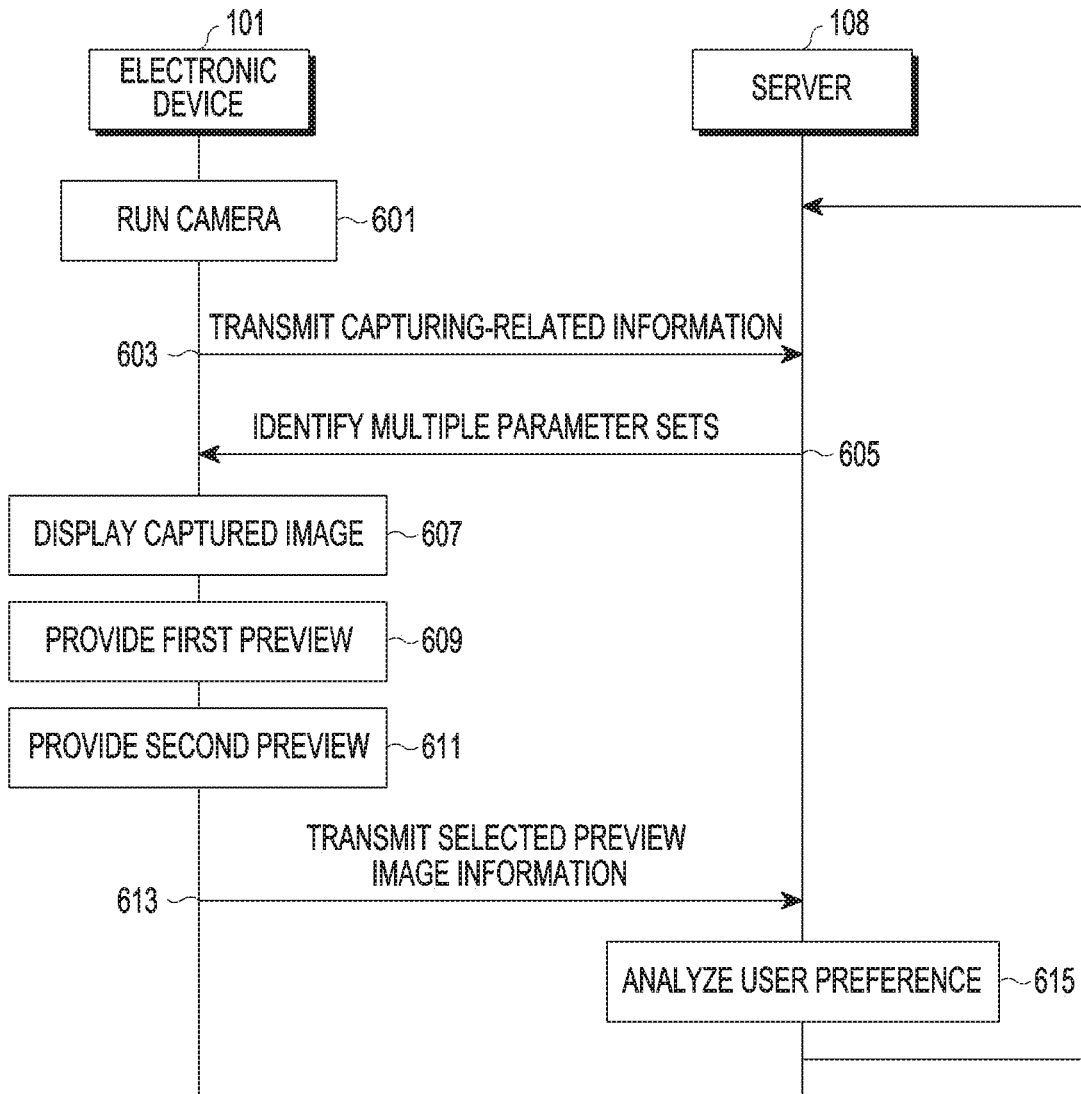 101
108
ELECTRONIC
DEVICE
SERVER
RUN CAMERA
601
TRANSMIT CAPTURING-RELATED INFORMATION
603
IDENTIFY MULTIPLE PARAMETER SETS
605
DISPLAY CAPTURED IMAGE
607
PROVIDE FIRST PREVIEW
609
PROVIDE SECOND PREVIEW
611
TRANSMIT SELECTED PREVIEW
IMAGE INFORMATION
613
ANALYZE USER PREFERENCE
615